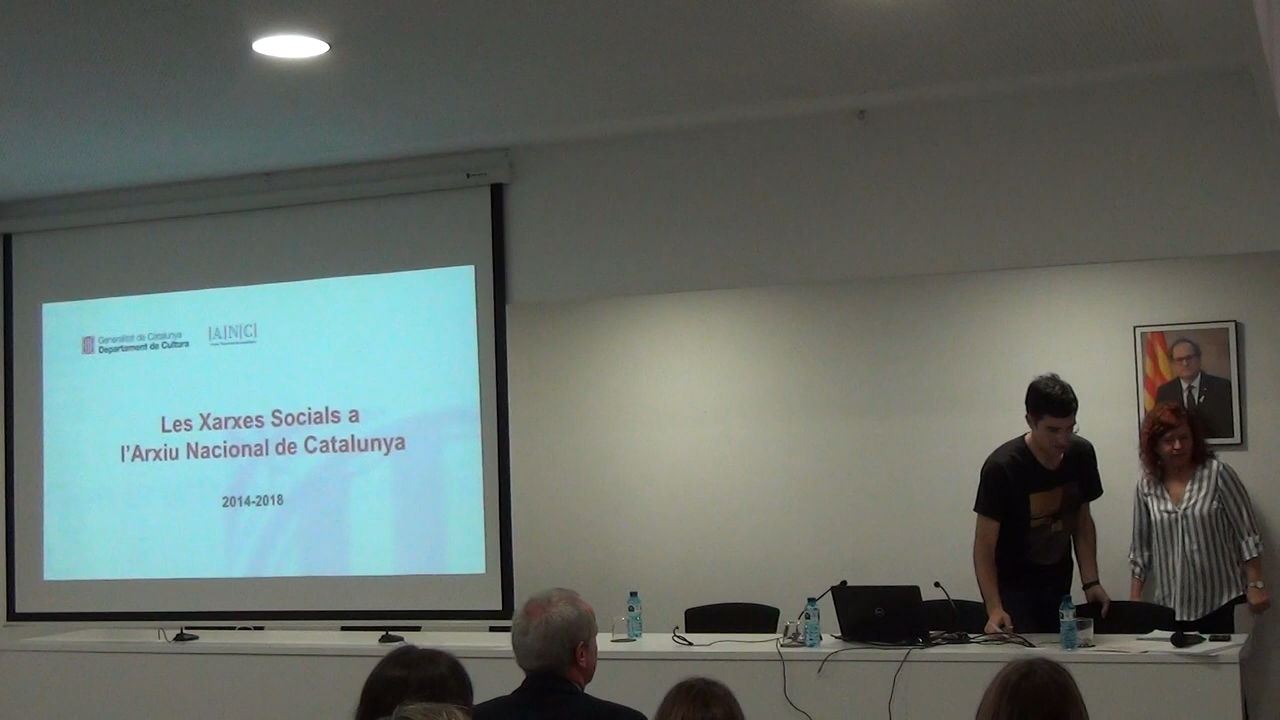 Generalitat de Catalunya
Departament de Cultura
|A|N|C|
Les Xarxes Socials a
l'Arxiu Nacional de Catalunya
2014-2018